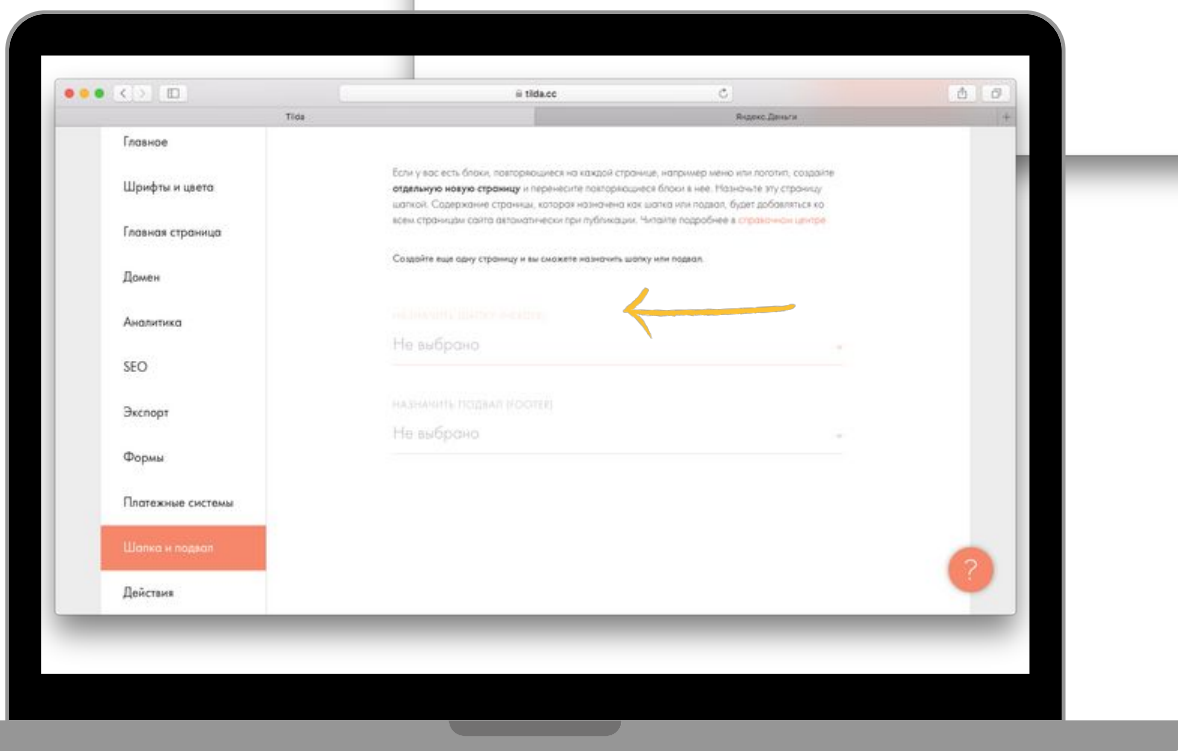 tilda.cc
Tilda
Яндекс.Деньги
Главное
Шрифты и цвета
Главная страница
Домен
Аналитика
SEO
Экспорт
Формы
Платежные системы
Шапка и подвал
Действия
Если у вас есть блоки, повторяющиеся на каждой странице, например меню или логотип, создайте
отдельную новую страницу и перенесите повторяющиеся блоки в нее. Назначьте эту страницу
шапкой. Содержание страницы, которая назначена как шапка или подвал, будет добавляться ко
всем страницам сайта автоматически при публикации. Читайте подробнее в справочном центре
Создайте еще одну страницу и вы сможете назначить шапку или подвал.
НАЗНАЧИТЬ ШАПКУ (HEADER)
Не выбрано
НАЗНАЧИТЬ ПОДВАЛ (FOOTER)
Не выбрано
?